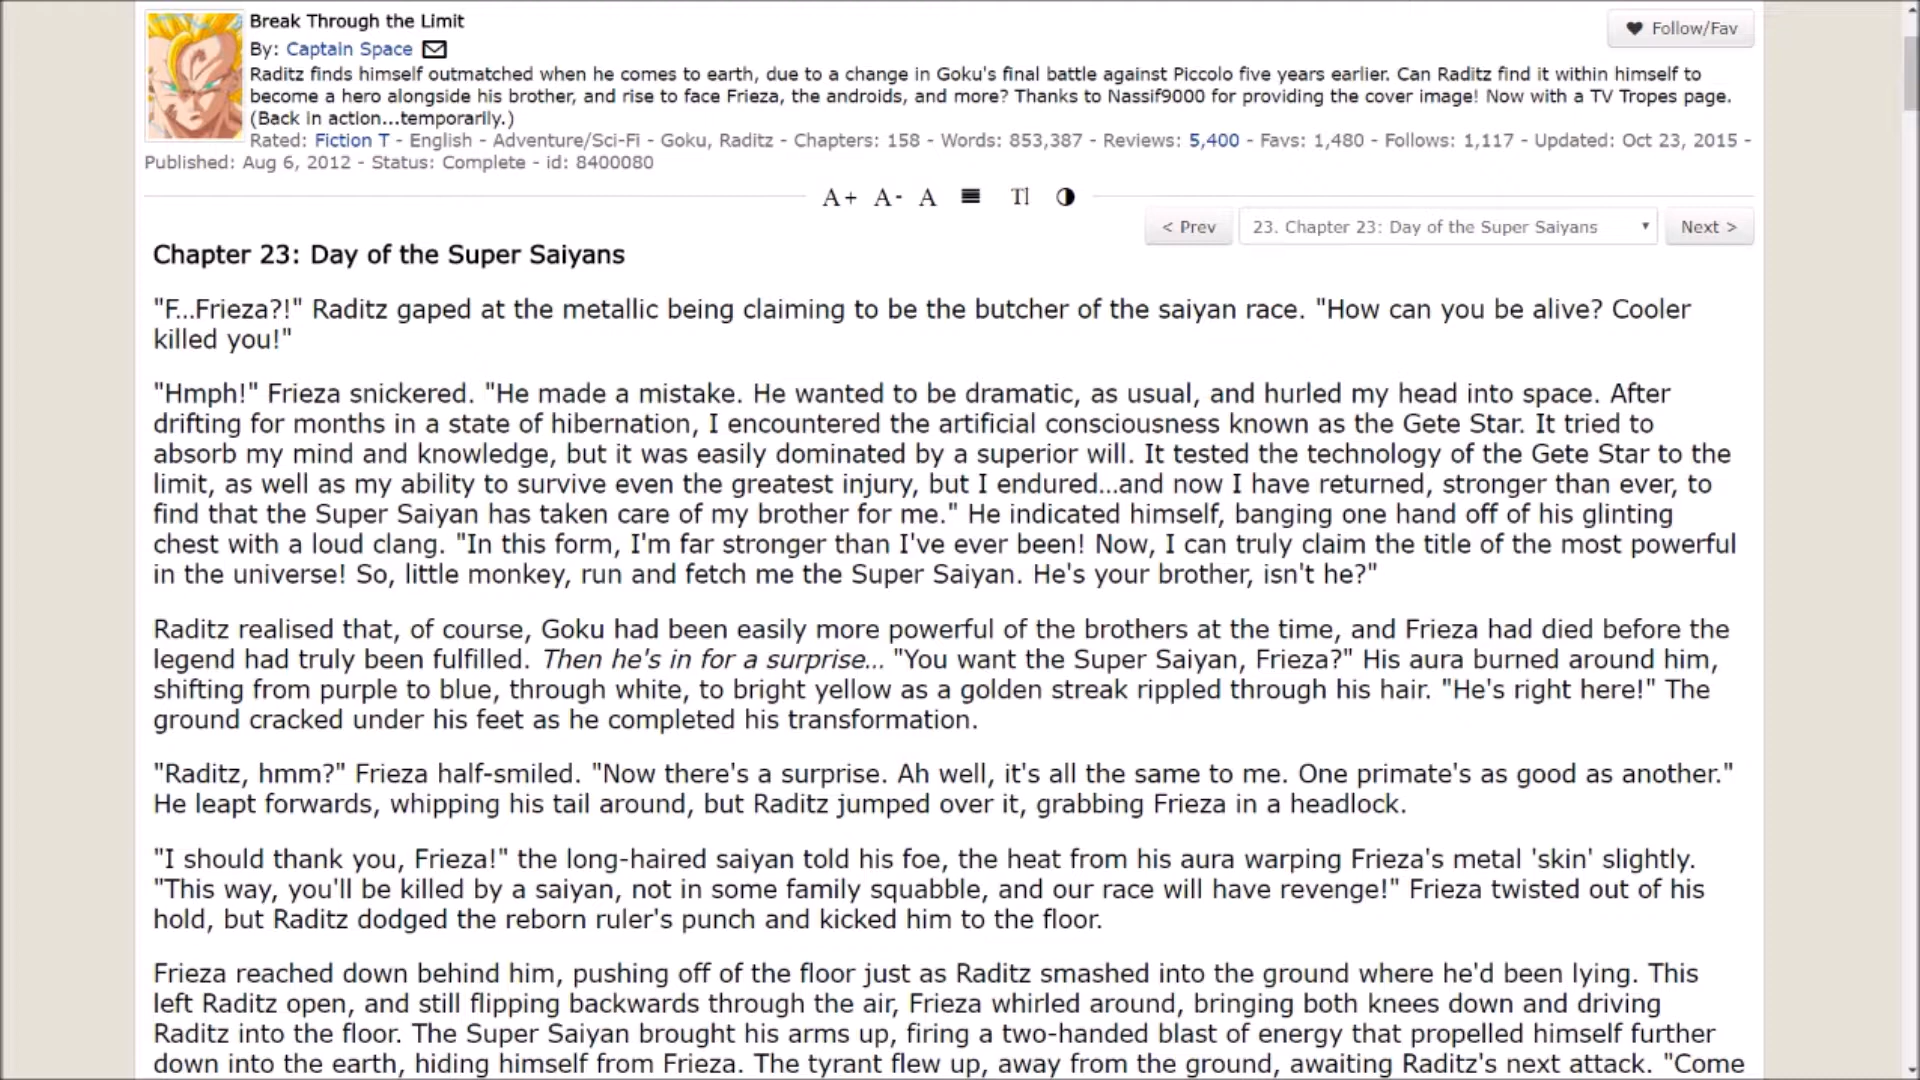 Break Through the Limit
Follow/Fav
By: Captain Space
Raditz finds himself outmatched when he comes to earth, due to a change in Goku's final battle against Piccolo five years earlier. Can Raditz find it within himself to
become a hero alongside his brother, and rise to face Frieza, the androids, and more? Thanks to Nassif9000 for providing the cover image! Now with a TV Tropes page.
(Back in action...temporarily.)
Rated: Fiction T - English - Adventure/Sci-Fi - Goku, Raditz - Chapters: 158 - Words: 853,387 - Reviews: 5,400 - Favs: 1,480 - Follows: 1,117 - Updated: Oct 23, 2015 -
Published: Aug 6, 2012 - Status: Complete - id: 8400080
A+ A- A
< Prev 23. Chapter 23: Day of the Super Saiyans Next >
Chapter 23: Day of the Super Saiyans
"F...Frieza?!" Raditz gaped at the metallic being claiming to be the butcher of the saiyan race. "How can you be alive? Cooler
killed you!"
"Hmph!" Frieza snickered. "He made a mistake. He wanted to be dramatic, as usual, and hurled my head into space. After
drifting for months in a state of hibernation, I encountered the artificial consciousness known as the Gete Star. It tried to
absorb my mind and knowledge, but it was easily dominated by a superior will. It tested the technology of the Gete Star to the
limit, as well as my ability to survive even the greatest injury, but I endured...and now I have returned, stronger than ever, to
find that the Super Saiyan has taken care of my brother for me." He indicated himself, banging one hand off of his glinting
chest with a loud clang. "In this form, I'm far stronger than I've ever been! Now, I can truly claim the title of the most powerful
in the universe! So, little monkey, run and fetch me the Super Saiyan. He's your brother, isn't he?"
Raditz realised that, of course, Goku had been easily more powerful of the brothers at the time, and Frieza had died before the
legend had truly been fulfilled. Then he's in for a surprise... "You want the Super Saiyan, Frieza?" His aura burned around him,
shifting from purple to blue, through white, to bright yellow as a golden streak rippled through his hair. "He's right here!" The
ground cracked under his feet as he completed his transformation.
"Raditz, hmm?" Frieza half-smiled. "Now there's a surprise. Ah well, it's all the same to me. One primate's as good as another."
He leapt forwards, whipping his tail around, but Raditz jumped over it, grabbing Frieza in a headlock.
"I should thank you, Frieza!" the long-haired saiyan told his foe, the heat from his aura warping Frieza's metal 'skin' slightly.
"This way, you'll be killed by a saiyan, not in some family squabble, and our race will have revenge!" Frieza twisted out of his
hold, but Raditz dodged the reborn ruler's punch and kicked him to the floor.
Frieza reached down behind him, pushing off of the floor just as Raditz smashed into the ground where he'd been lying. This
left Raditz open, and still flipping backwards through the air, Frieza whirled around, bringing both knees down and driving
Raditz into the floor. The Super Saiyan brought his arms up, firing a two-handed blast of energy that propelled himself further
down into the earth, hiding himself from Frieza. The tyrant flew up, away from the ground, awaiting Raditz's next attack. "Come